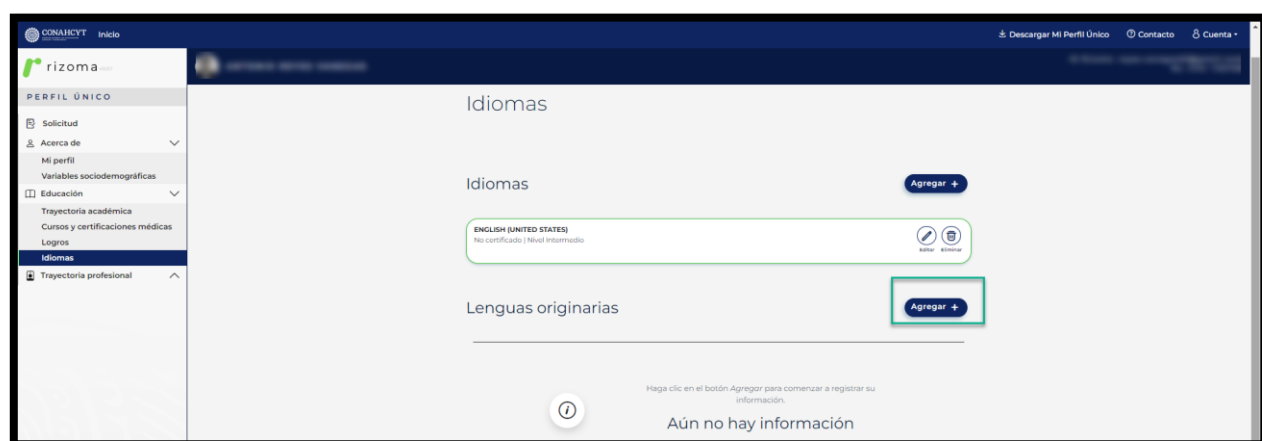 CONAHCYT Inicio
Descargar Mi Perfil Único Contacto Cuenta
rizoma
PERFIL ÚNICO
Solicitud
Acerca de
Mi perfil
Variables sociodemográficas
Educación
Trayectoria académica
Cursos y certificaciones médicas
Logros
Idiomas
Trayectoria profesional
Idiomas
Idiomas
Agregar +
ENGLISH (UNITED STATES)
No certificado | Nivel Intermedio
Editar Eliminar
Lenguas originarias
Agregar +
Haga clic en el botón Agregar para comenzar a registrar su
información.
Aún no hay información